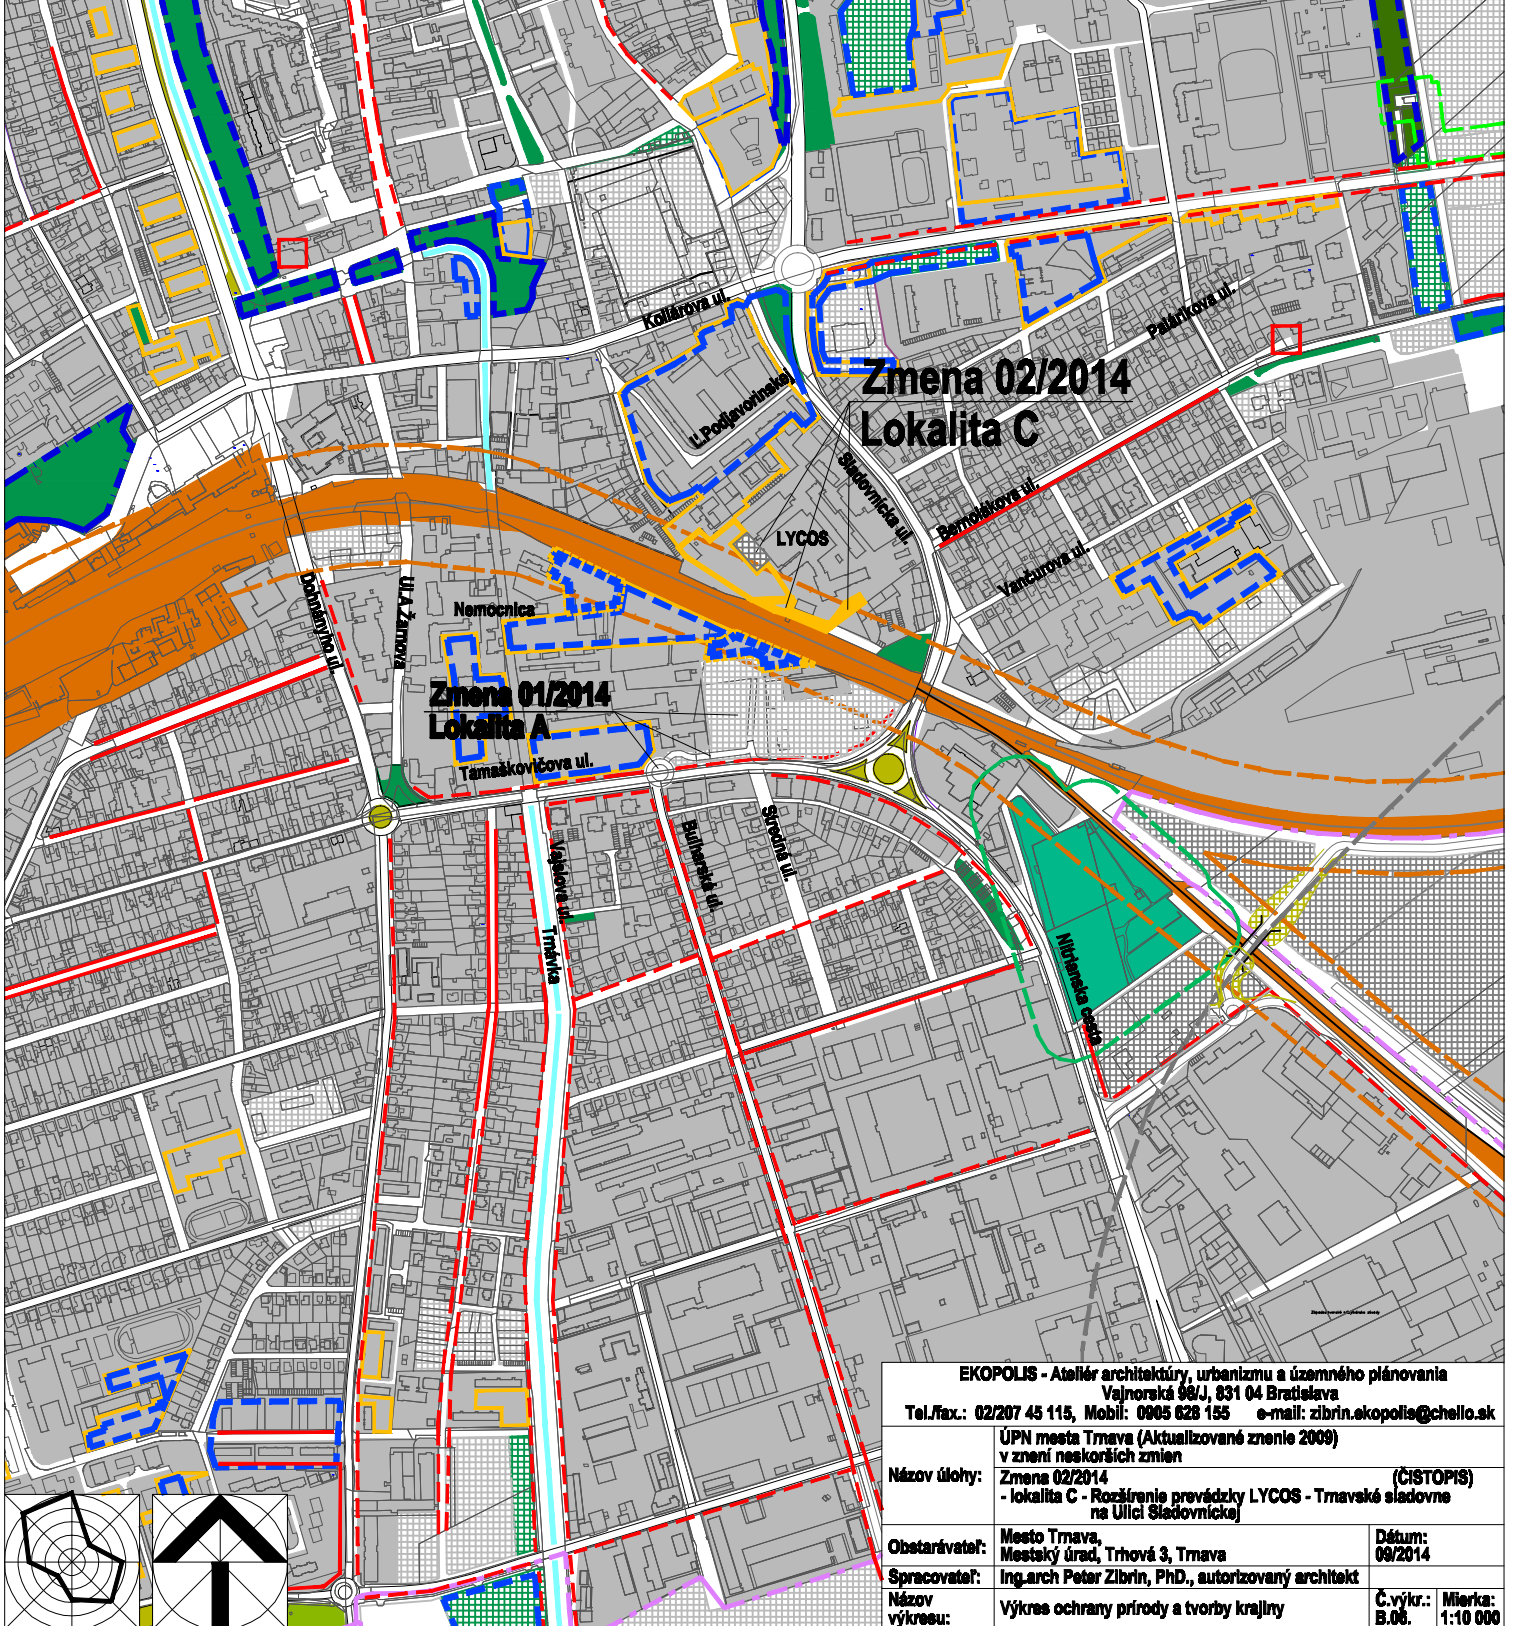 Kollárova ul.
Palárikova ul.
Zmena 02/2014
Lokalita C
Ľ.Podjavorinskej
Sladovnícka ul.
Bernolákova ul.
LYCOS
Vančurova ul.
Dohnányho ul.
Ul.A.Žarnova
Nemocnica
Zmena 01/2014
Lokalita A
Tamaškovičova ul.
Bulharská ul.
Stredná ul.
Trnávka
Nitrianska cesta
EKOPOLIS - Ateliér architektúry, urbanizmu a územného plánovania
Vajnorská 98/J, 831 04 Bratislava
Tel./fax.: 02/207 45 115, Mobil: 0905 628 155 e-mail: zibrin.ekopolis@chello.sk
Názov úlohy:
ÚPN mesta Trnava (Aktualizované znenie 2009)
v znení neskorších zmien
Zmena 02/2014 (ČISTOPIS)
- lokalita C - Rozšírenie prevádzky LYCOS - Trnavské sladovne
na Ulici Sladovníckej
Obstarávateľ:
Mesto Trnava,
Mestský úrad, Trhová 3, Trnava
Dátum:
09/2014
Spracovateľ: Ing.arch Peter Zibrin, PhD., autorizovaný architekt
Názov
výkresu:
Výkres ochrany prírody a tvorby krajiny
Č.výkr.:
B.06.
Mierka:
1:10 000